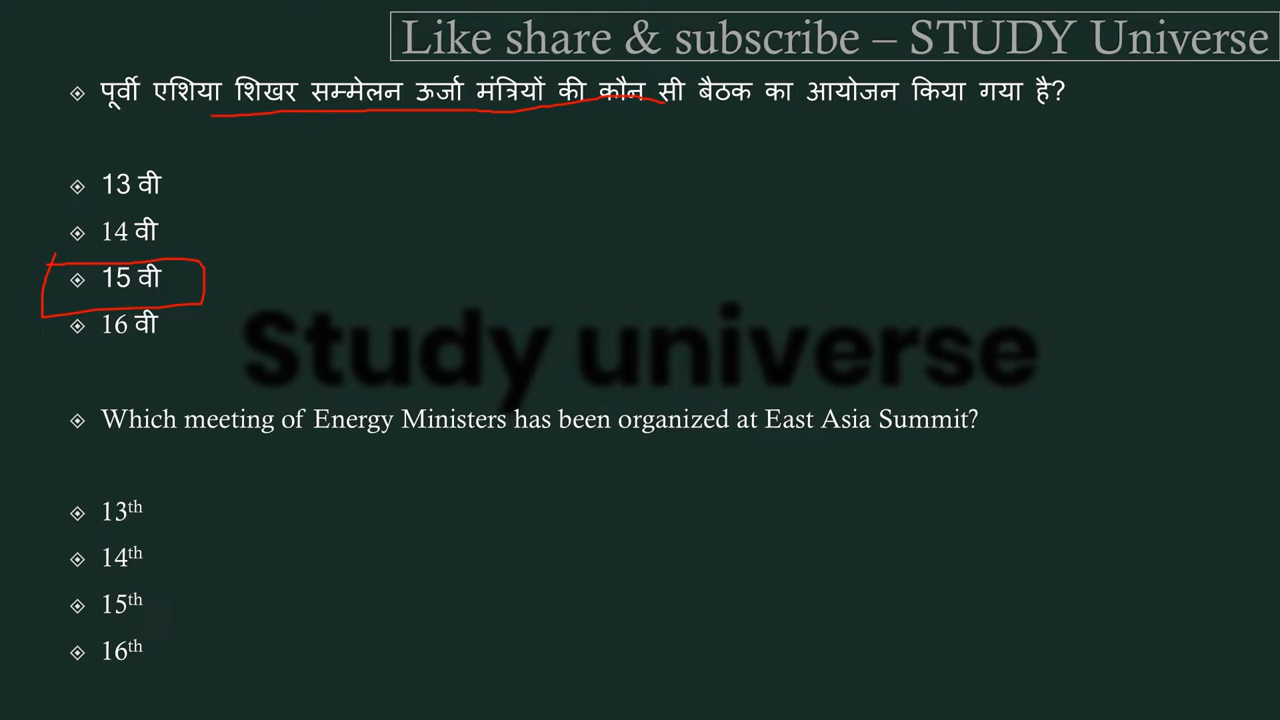 Like share & subscribe – STUDY Universe
पूर्वी एशिया शिखर सम्मेलन ऊर्जा मंत्रियों की कौन सी बैठक का आयोजन किया गया है?
13 वी
14 वी
15 वी
16 वी
Study universe
Which meeting of Energy Ministers has been organized at East Asia Summit?
13th
14th
15th
16th